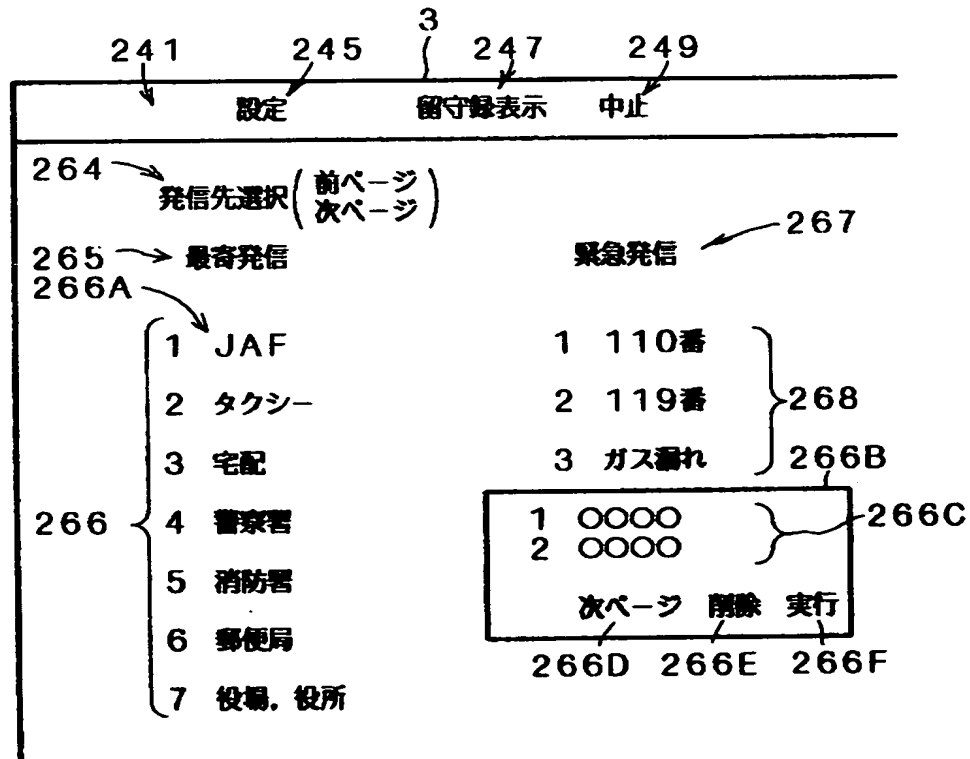 3
241 245 247 249
設定 留守録表示 中止
264
発信先選択(前ページ
次ページ)
267
265 最寄発信 緊急発信
266A
1 JAF 1 110番
2 タクシー 2 119番 268
3 宅配 3 ガス漏れ 266B
266 4 警察署 1 ○○○○ 266C
2 ○○○○
5 消防署 次ページ 削除 実行
6 郵便局 266D 266E 266F
7 役場,役所